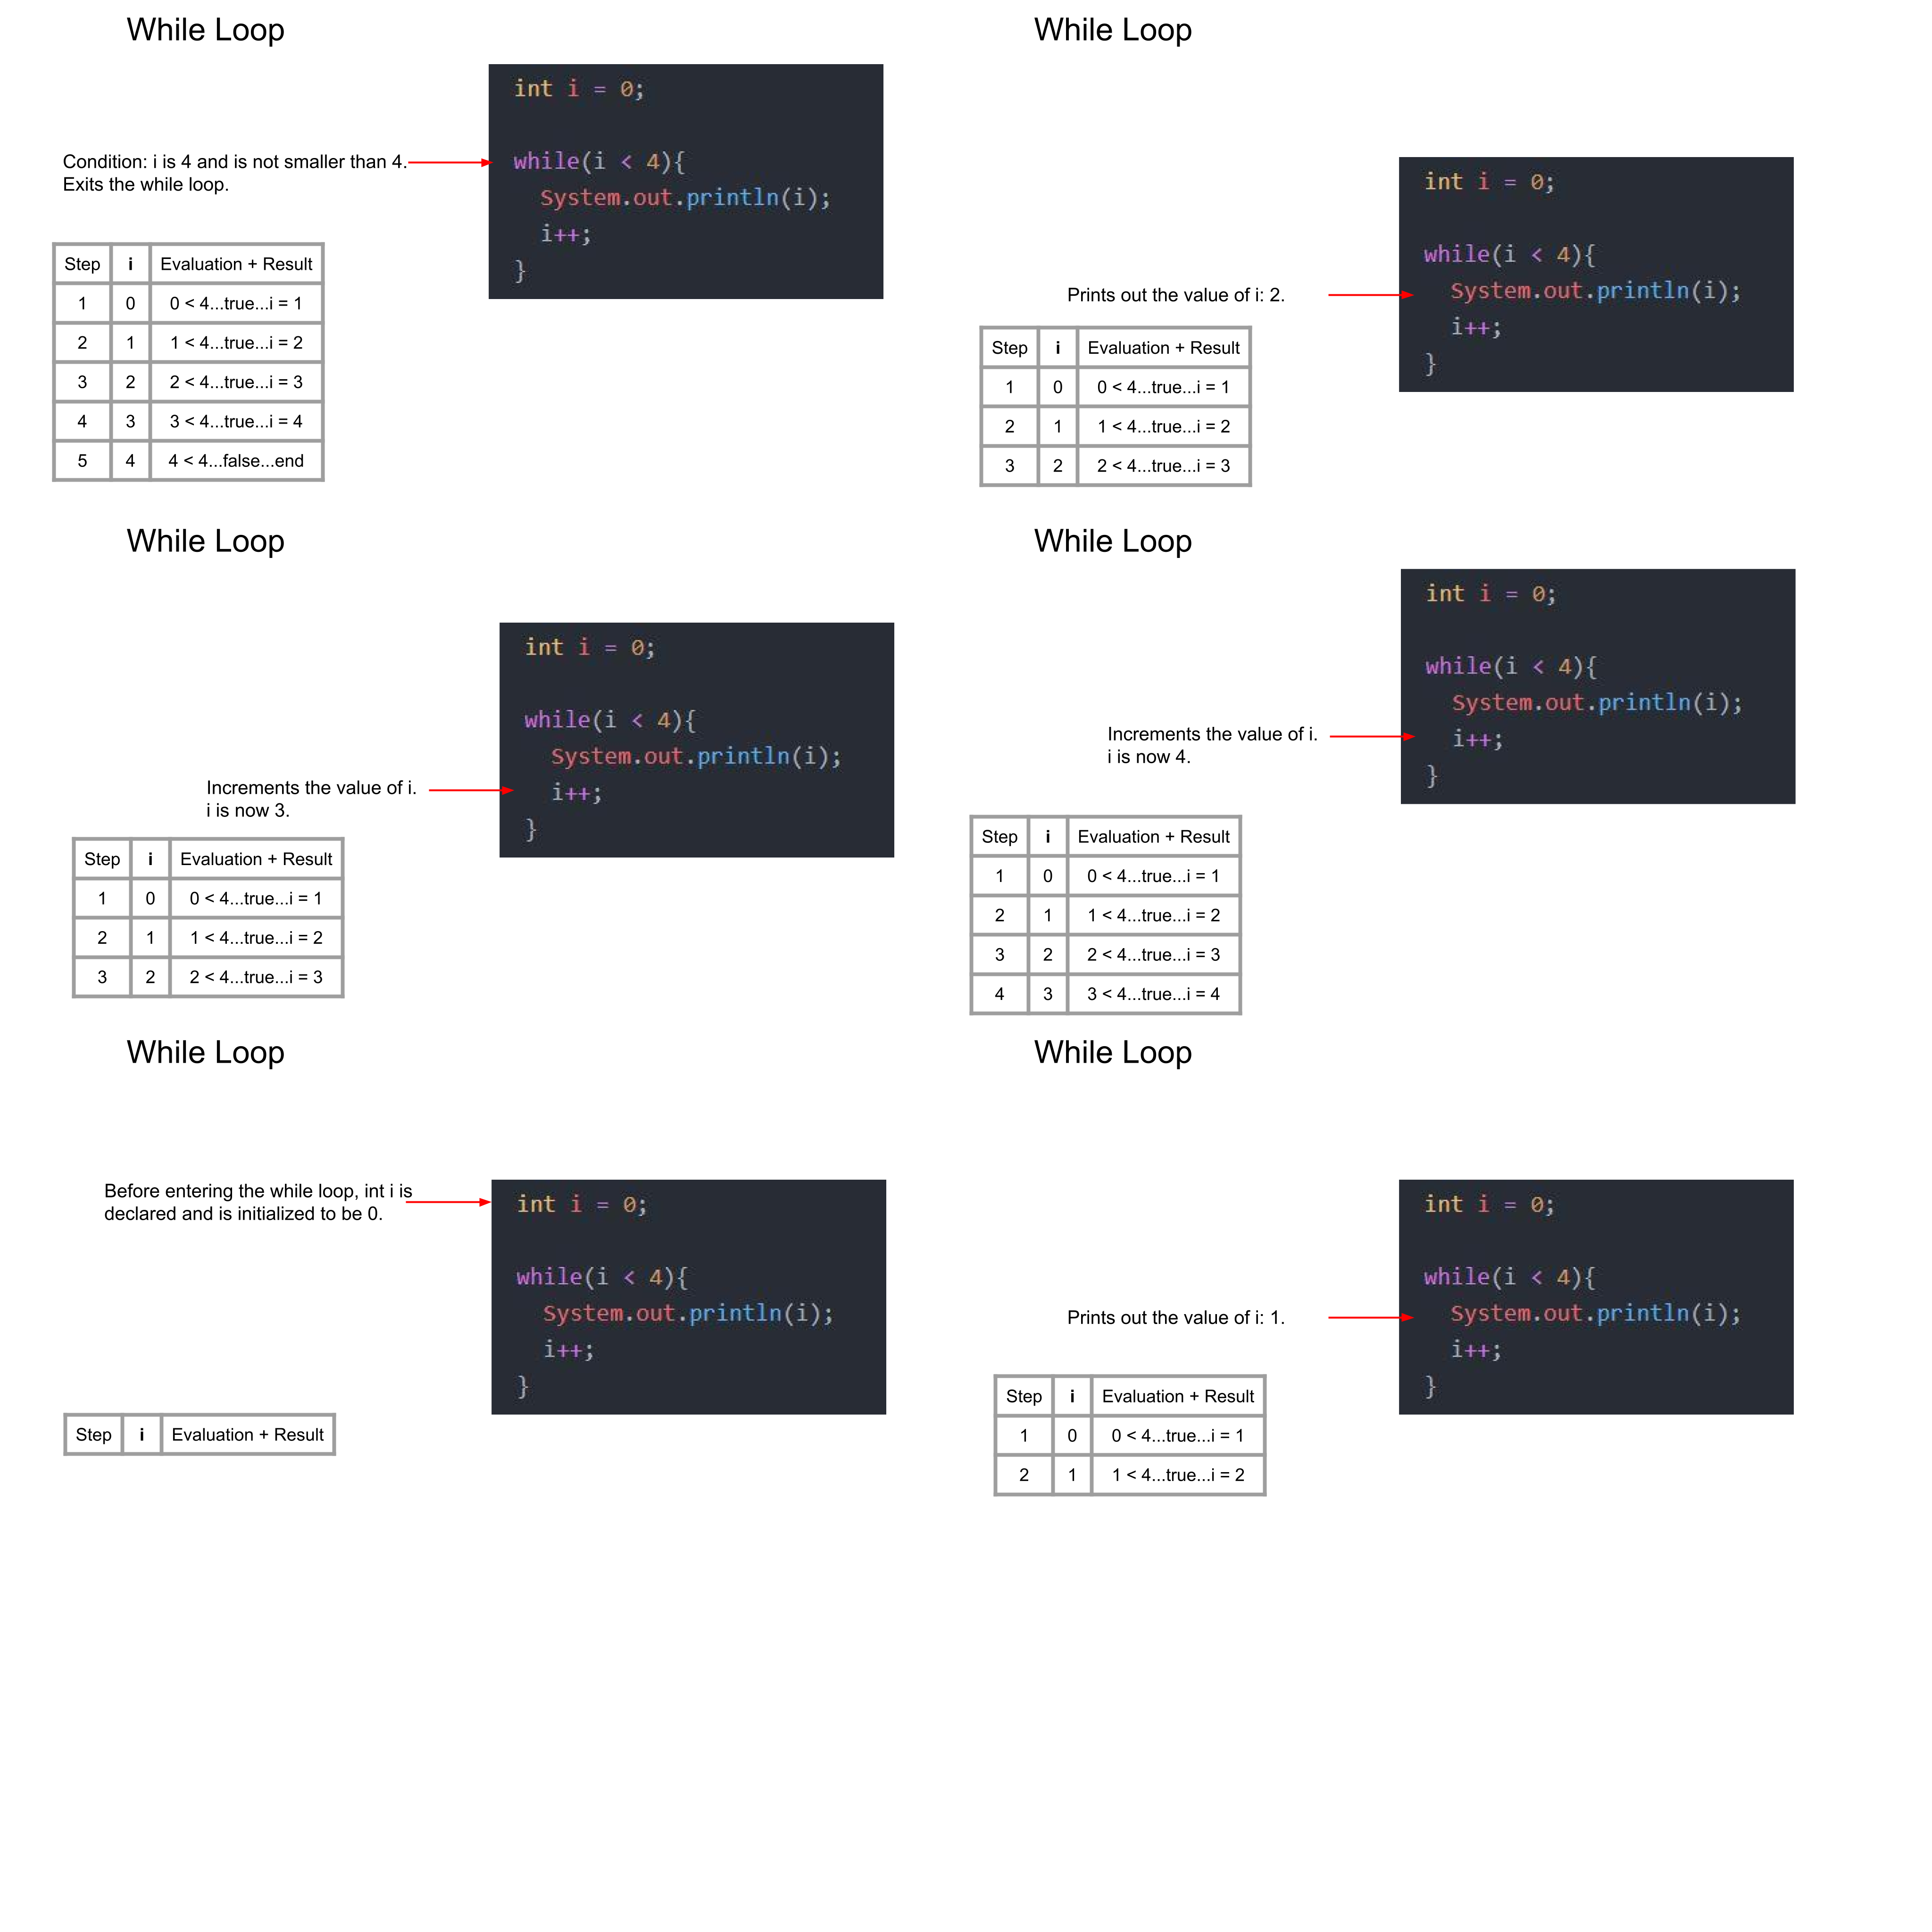 While Loop
int i = 0;
Condition: i is 4 and is not smaller than 4.
Exits the while loop.
while(i < 4){
System.out.println(i);
i++;
}
Step i Evaluation + Result
1 0 0 < 4...true...i = 1
2 1 1 < 4...true...i = 2
3 2 2 < 4...true...i = 3
4 3 3 < 4...true...i = 4
5 4 4 < 4...false...end
While Loop
int i = 0;
while(i < 4){
System.out.println(i);
i++;
}
Prints out the value of i: 2.
Step i Evaluation + Result
1 0 0 < 4...true...i = 1
2 1 1 < 4...true...i = 2
3 2 2 < 4...true...i = 3
While Loop
int i = 0;
while(i < 4){
System.out.println(i);
i++;
}
Increments the value of i.
i is now 3.
Step i Evaluation + Result
1 0 0 < 4...true...i = 1
2 1 1 < 4...true...i = 2
3 2 2 < 4...true...i = 3
While Loop
int i = 0;
while(i < 4){
System.out.println(i);
i++;
}
Increments the value of i.
i is now 4.
Step i Evaluation + Result
1 0 0 < 4...true...i = 1
2 1 1 < 4...true...i = 2
3 2 2 < 4...true...i = 3
4 3 3 < 4...true...i = 4
While Loop
Before entering the while loop, int i is
declared and is initialized to be 0.
int i = 0;
while(i < 4){
System.out.println(i);
i++;
}
Step i Evaluation + Result
While Loop
int i = 0;
while(i < 4){
System.out.println(i);
i++;
}
Prints out the value of i: 1.
Step i Evaluation + Result
1 0 0 < 4...true...i = 1
2 1 1 < 4...true...i = 2